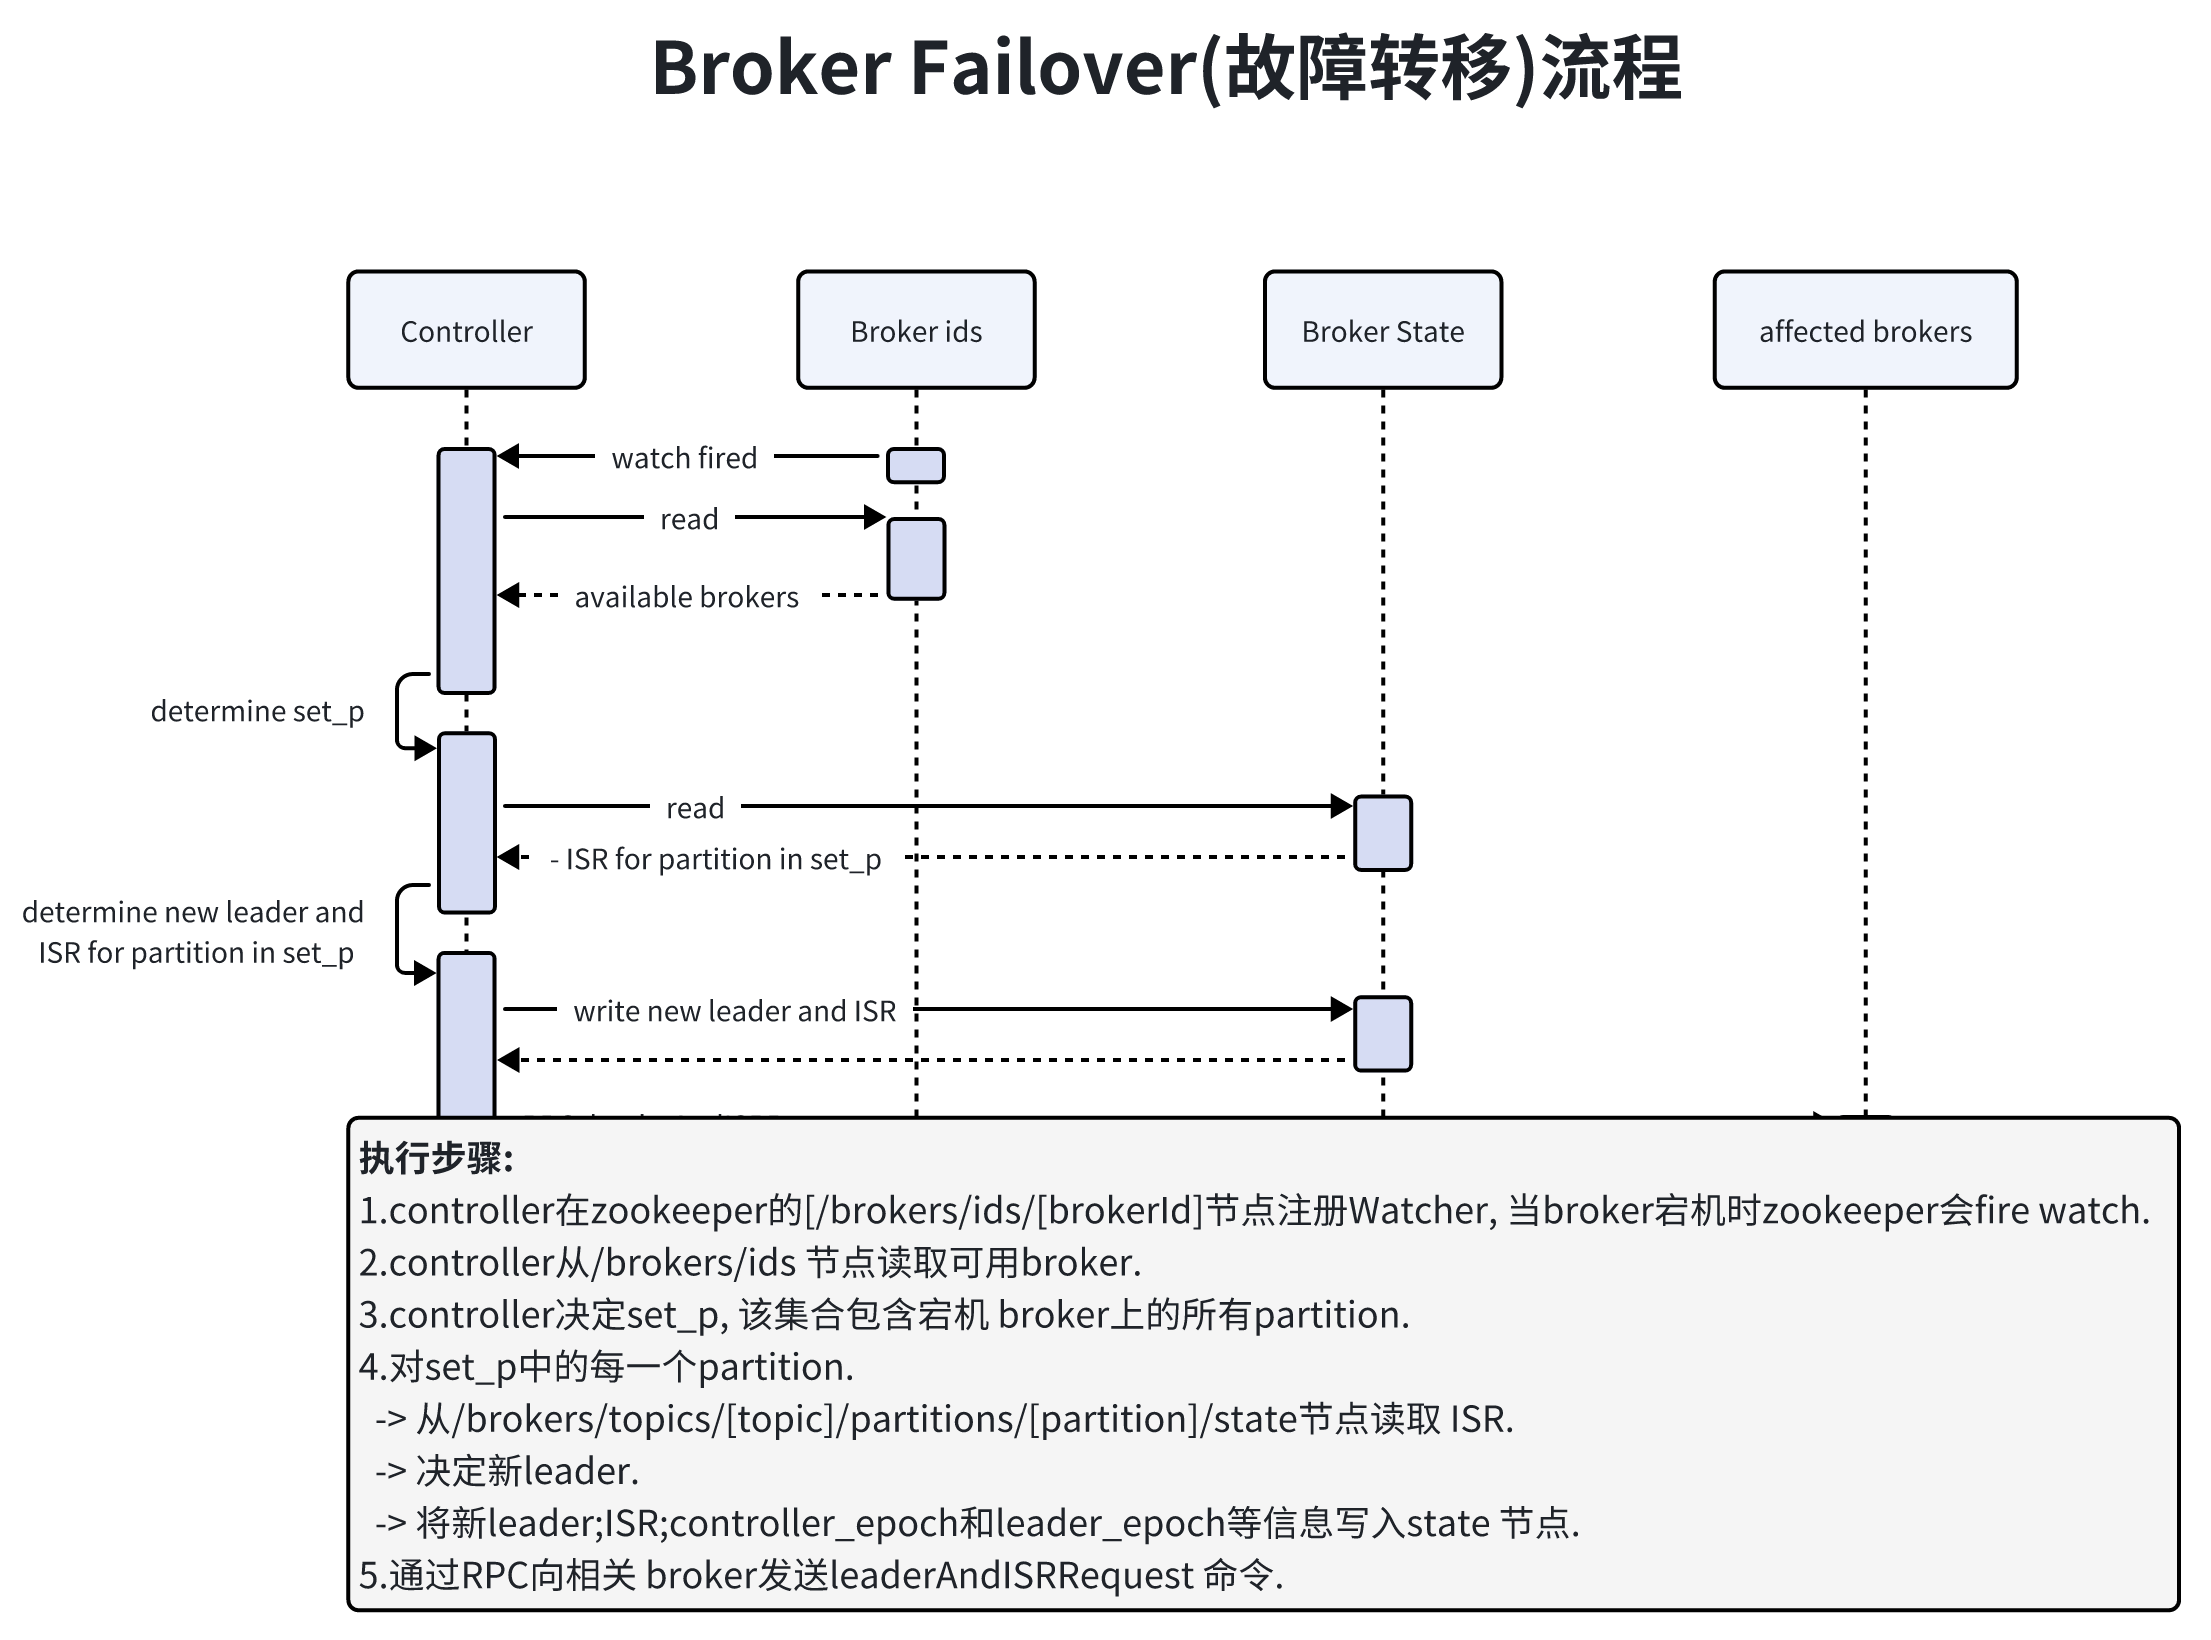 Broker Failover(故障转移)流程
Controller
Broker ids
Broker State
affected brokers
watch fired
read
available brokers
determine set_p
read
- ISR for partition in set_p
determine new leader and
ISR for partition in set_p
write new leader and ISR
执行步骤:
1.controller在zookeeper的[/brokers/ids/[brokerId]节点注册Watcher, 当broker宕机时zookeeper会fire watch.
2.controller从/brokers/ids 节点读取可用broker.
3.controller决定set_p, 该集合包含宕机 broker上的所有partition.
4.对set_p中的每一个partition.
-> 从/brokers/topics/[topic]/partitions/[partition]/state节点读取 ISR.
-> 决定新leader.
-> 将新leader;ISR;controller_epoch和leader_epoch等信息写入state 节点.
5.通过RPC向相关 broker发送leaderAndISRRequest 命令.